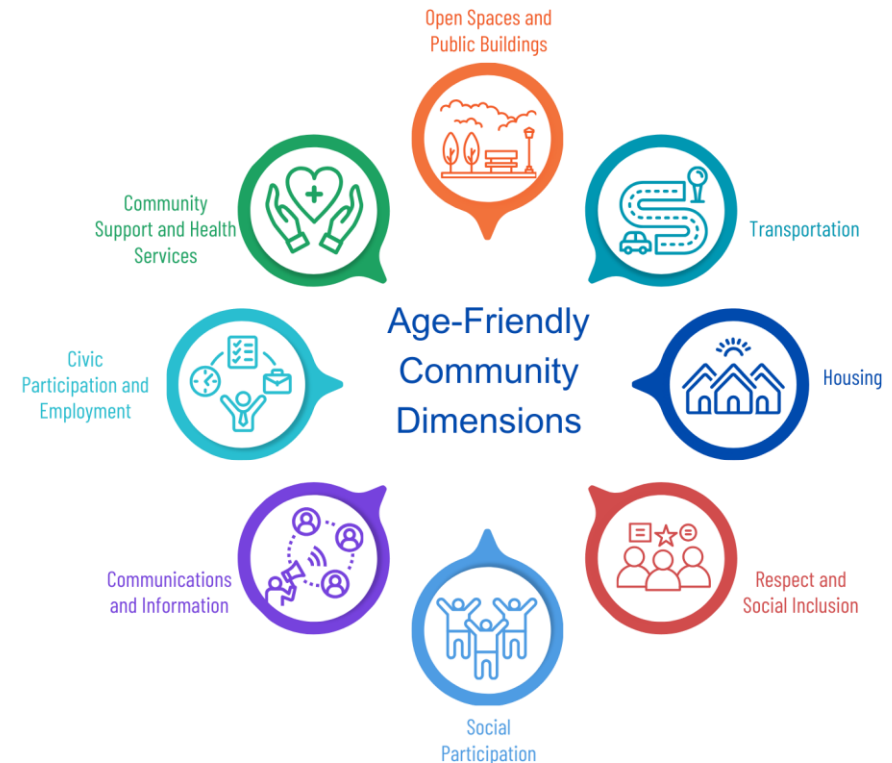 Open Spaces and
Public Buildings
Transportation
Housing
Respect and
Social Inclusion
Social
Participation
Communications
and Information
Civic
Participation and
Employment
Community
Support and Health
Services
Age-Friendly
Community
Dimensions